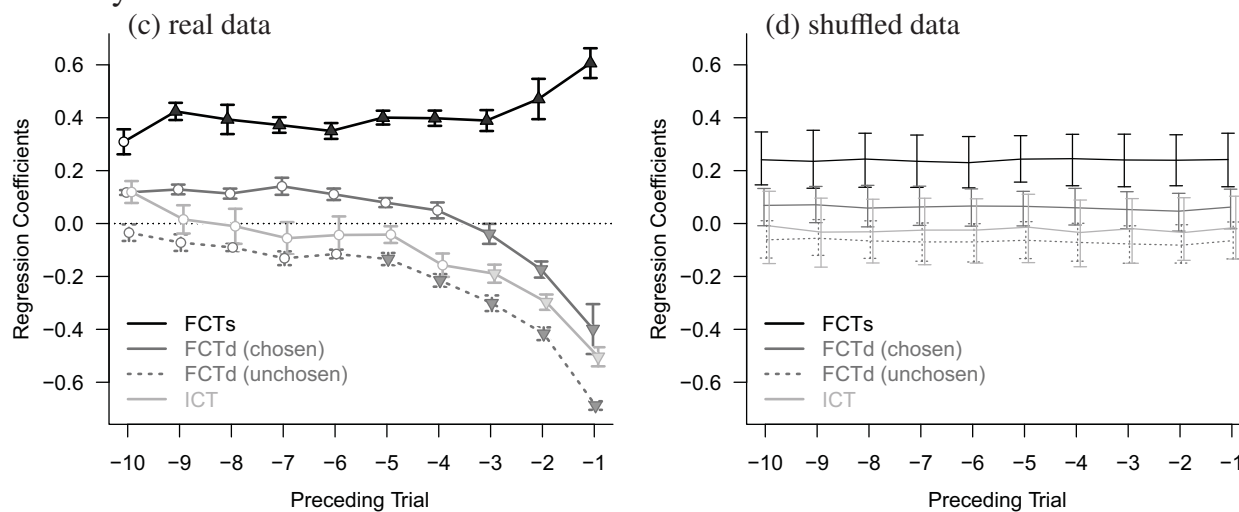 (c) real data
0.6
0.4
0.2
0.0
−0.2
−0.4
−0.6
Regression Coefficients
FCTs
FCTd (chosen)
FCTd (unchosen)
ICT
−10 −9 −8 −7 −6 −5 −4 −3 −2 −1
Preceding Trial
(d) shuffled data
0.6
0.4
0.2
0.0
−0.2
−0.4
−0.6
Regression Coefficients
FCTs
FCTd (chosen)
FCTd (unchosen)
ICT
−10 −9 −8 −7 −6 −5 −4 −3 −2 −1
Preceding Trial